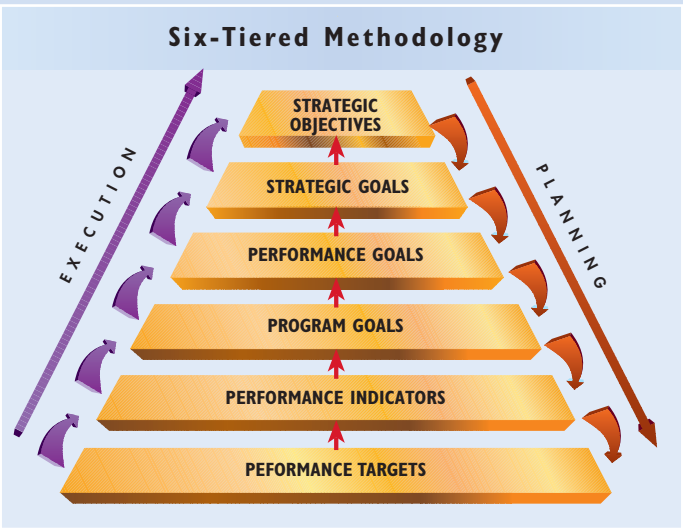 Six-Tiered Methodology
STRATEGIC
OBJECTIVES
STRATEGIC GOALS
PERFORMANCE GOALS
PROGRAM GOALS
PERFORMANCE INDICATORS
PEFORMANCE TARGETS
EXECUTION
PLANNING